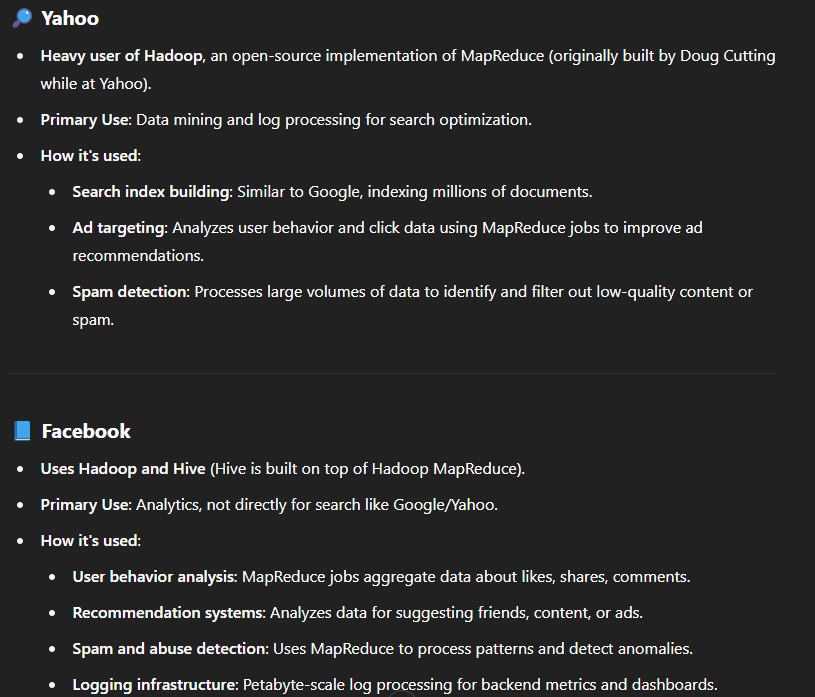 🔎 Yahoo
• Heavy user of Hadoop, an open-source implementation of MapReduce (originally built by Doug Cutting
while at Yahoo).
• Primary Use: Data mining and log processing for search optimization.
• How it's used:
• Search index building: Similar to Google, indexing millions of documents.
• Ad targeting: Analyzes user behavior and click data using MapReduce jobs to improve ad
recommendations.
• Spam detection: Processes large volumes of data to identify and filter out low-quality content or
spam.
📘 Facebook
• Uses Hadoop and Hive (Hive is built on top of Hadoop MapReduce).
• Primary Use: Analytics, not directly for search like Google/Yahoo.
• How it's used:
• User behavior analysis: MapReduce jobs aggregate data about likes, shares, comments.
• Recommendation systems: Analyzes data for suggesting friends, content, or ads.
• Spam and abuse detection: Uses MapReduce to process patterns and detect anomalies.
• Logging infrastructure: Petabyte-scale log processing for backend metrics and dashboards.